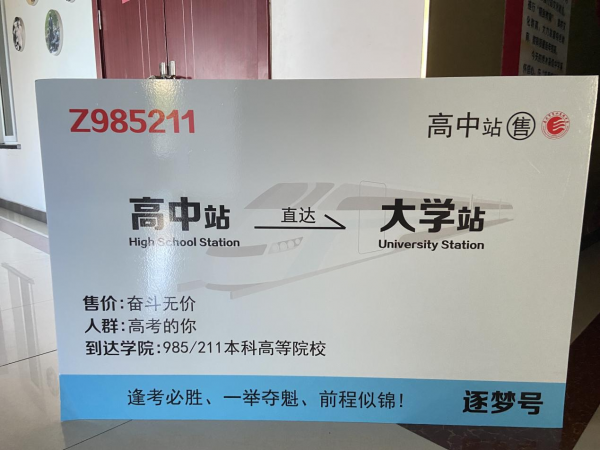 Z985211
高中站 售
高中站 直达 大学站
High School Station University Station
售价:奋斗无价
人群:高考的你
到达学院:985/211本科高等院校
逢考必胜、一举夺魁、前程似锦!
逐梦号